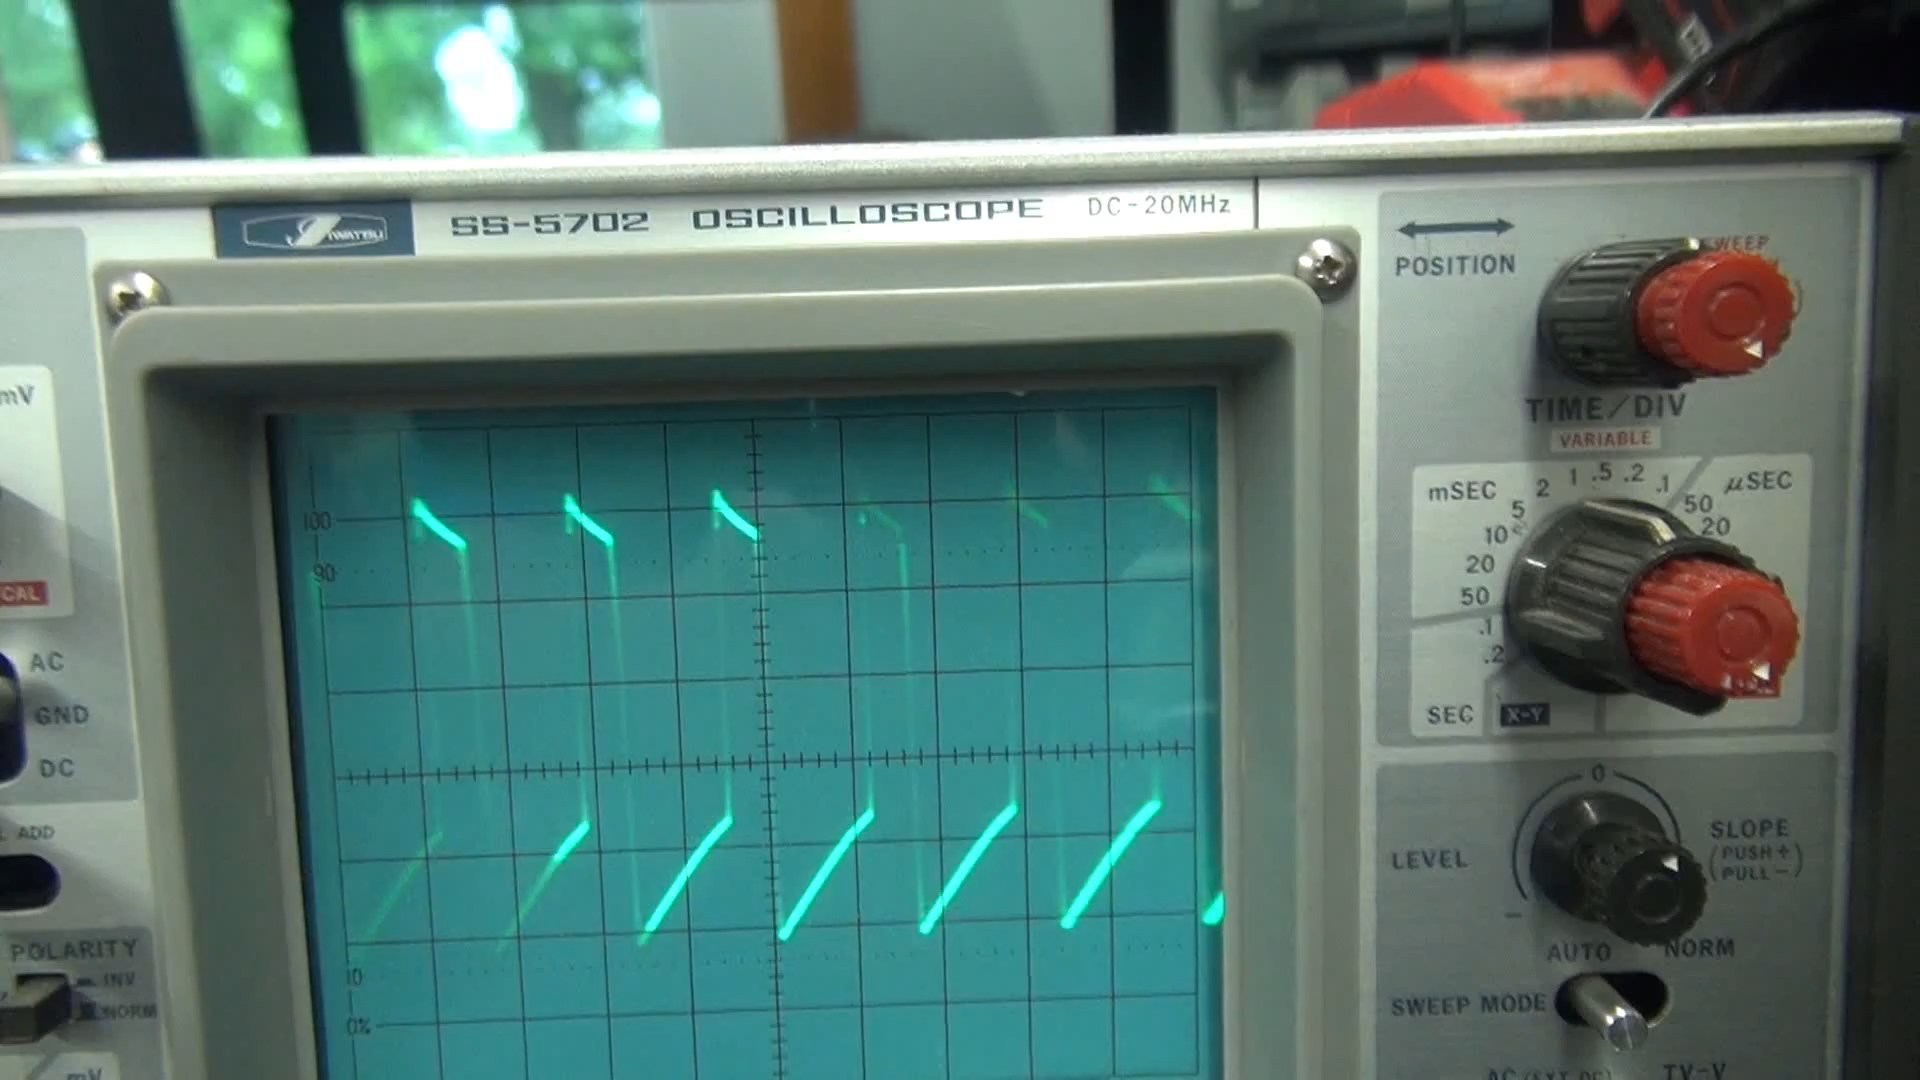 IWATSU
SS-5702 OSCILLOSCOPE DC-20MHz
SWEEP
POSITION
TIME/DIV
VARIABLE
mSEC 5 2 1 .5 .2 .1 50 20 μSEC
10
20
50
.1
.2
SEC X-Y
100
90
10
0%
mV
CAL
AC
GND
DC
ADD
POLARITY
INV
NORM
mV
0
LEVEL
SLOPE
(PUSH +
PULL -)
-
AUTO NORM
SWEEP MODE
TV-V